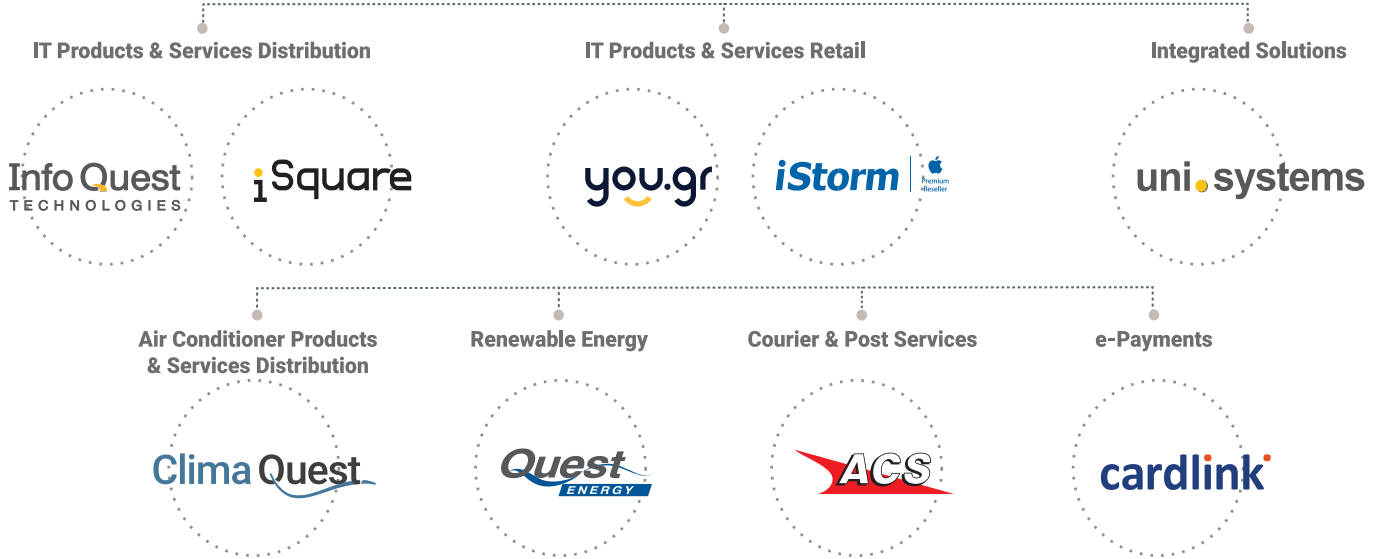 IT Products & Services Distribution
IT Products & Services Retail
Integrated Solutions
Info Quest
TECHNOLOGIES
iSquare
you.gr
iStorm
Premium
Reseller
uni.systems
Air Conditioner Products
& Services Distribution
Renewable Energy
Courier & Post Services
e-Payments
Clima Quest
Quest
ENERGY
ACS
cardlink